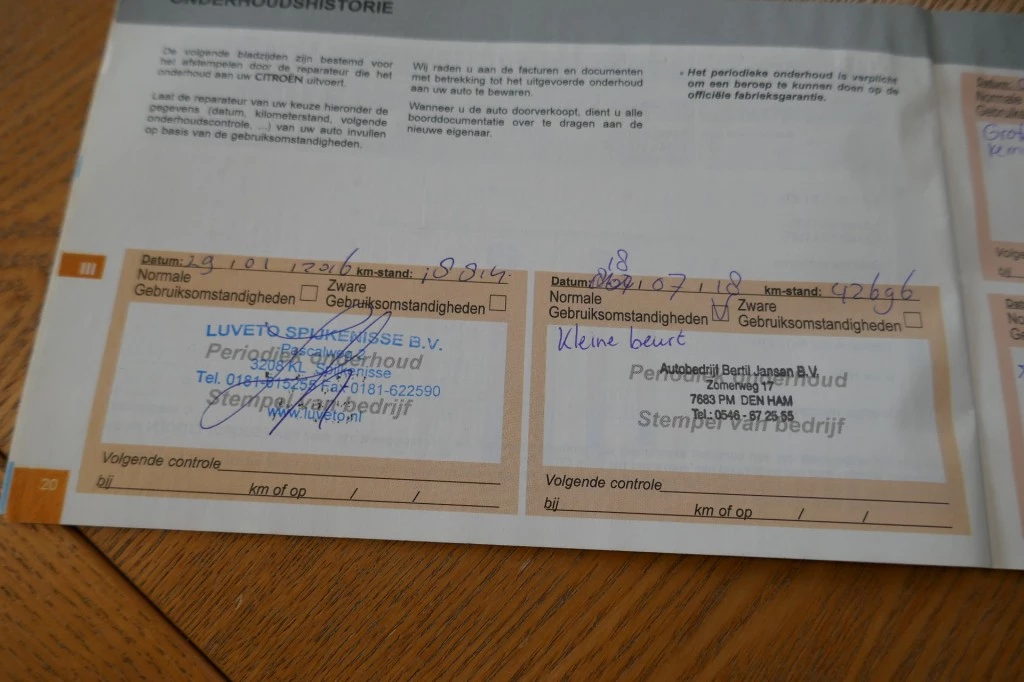 ONDERHOUDSHISTORIE
De volgende bladzijden zijn bestemd voor
het afstempelen door de reparateur die het
onderhoud aan uw CITROËN uitvoert.
Laat de reparateur van uw keuze hieronder de
gegevens (datum, kilometerstand, volgende
onderhoudscontrole, ...) van uw auto invullen
op basis van de gebruiksomstandigheden.
Wij raden u aan de facturen en documenten
met betrekking tot het uitgevoerde onderhoud
aan uw auto te bewaren.
Wanneer u de auto doorverkoopt, dient u alle
boorddocumentatie over te dragen aan de
nieuwe eigenaar.
• Het periodieke onderhoud is verplicht
om een beroep te kunnen doen op de
officiële fabrieksgarantie.
III
Datum: 29, 01, 2016 km-stand:
Normale
Gebruiksomstandigheden
Zware
Gebruiksomstandigheden
LUVETO SPIJKENISSE B.V.
Pascalweg 2
Periodiek onderhoud
3208 KL Spijkenisse
Tel. 0181-615255 Fax 0181-622590
Stempel van bedrijf
www.luveto.nl
Volgende controle
bij km of op / /
18
Datum: , 07, 18 km-stand: 42696
Normale
Gebruiksomstandigheden
Zware
Gebruiksomstandigheden
Kleine beurt
Autobedrijf Bertil Jansen B.V.
Periodiek onderhoud
Zomerweg 17
7683 PM DEN HAM
Tel.: 0546 - 67 25 55
Stempel van bedrijf
Volgende controle
bij km of op / /
20
Datum:
Normale
Volge
bij